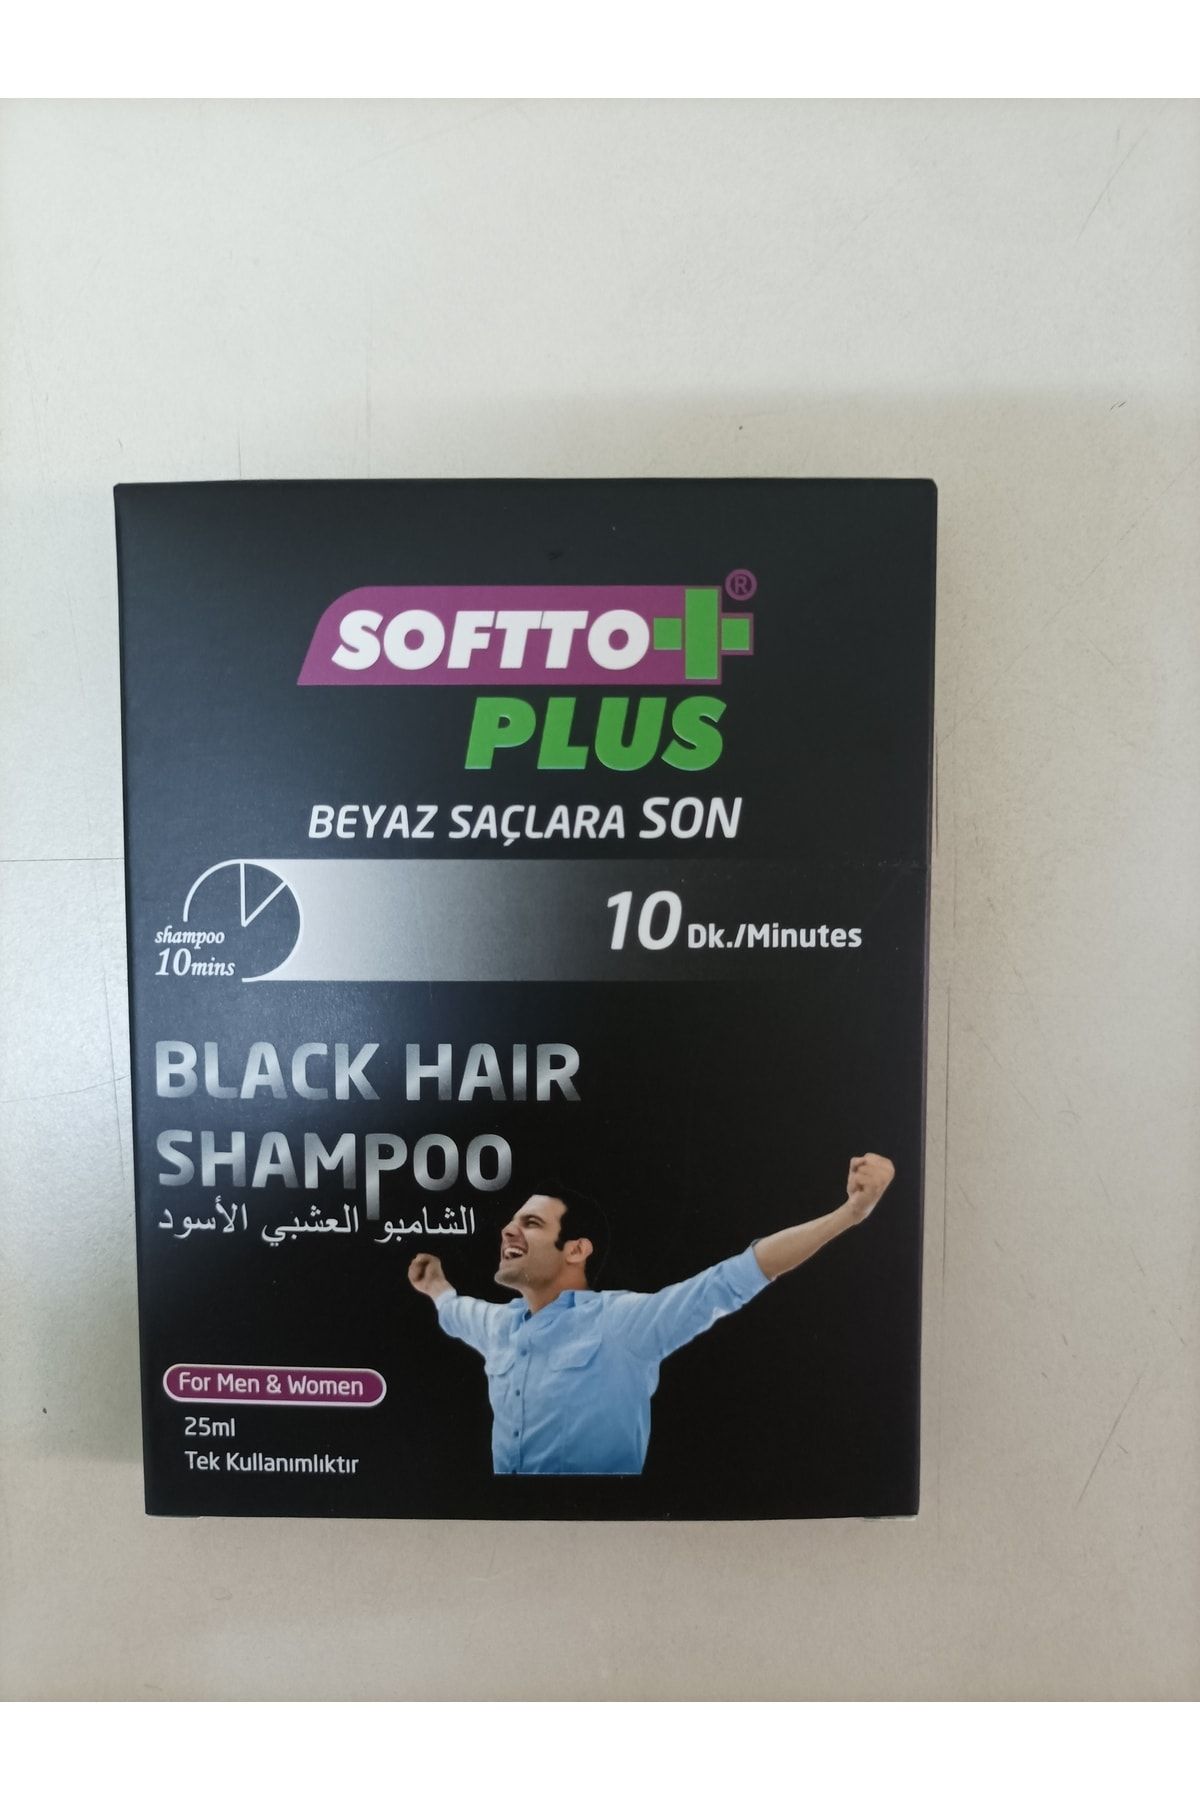 SOFTTO+®
PLUS
BEYAZ SAÇLARA SON
shampoo
10mins
10 Dk./Minutes
BLACK HAIR
SHAMPOO
الشامبو العشبي الأسود
For Men & Women
25ml
Tek Kullanımlıktır